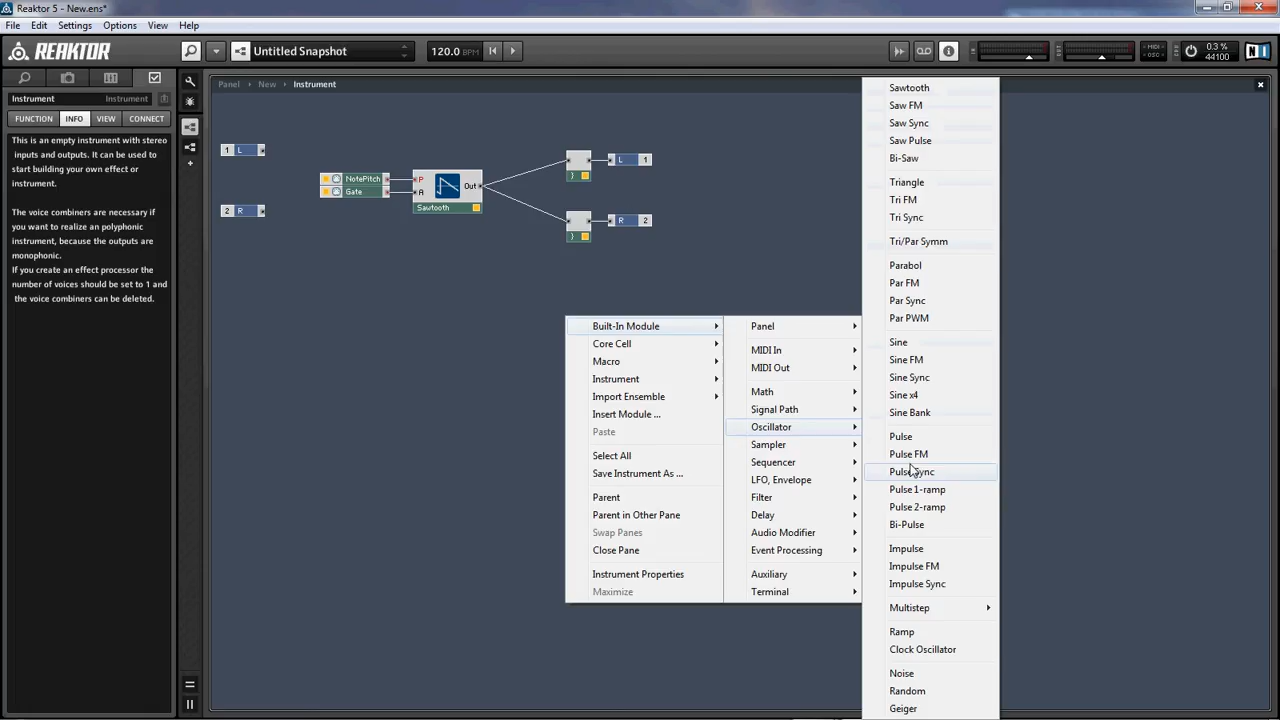 Reaktor 5 - New.ens*
File Edit Settings Options View Help
REAKTOR
Untitled Snapshot
120.0 BPM
MIDI
OSC
0.3 %
44100
NI
Instrument Instrument
FUNCTION INFO VIEW CONNECT
This is an empty instrument with stereo
inputs and outputs. It can be used to
start building your own effect or
instrument.
The voice combiners are necessary if
you want to realize an polyphonic
instrument, because the outputs are
monophonic.
If you create an effect processor the
number of voices should be set to 1 and
the voice combiners can be deleted.
Panel New Instrument
1 L
2 R
NotePitch
Gate
P
A
Out
Sawtooth
}
L 1
}
R 2
Built-In Module
Core Cell
Macro
Instrument
Import Ensemble
Insert Module ...
Paste
Select All
Save Instrument As ...
Parent
Parent in Other Pane
Swap Panes
Close Pane
Instrument Properties
Maximize
Panel
MIDI In
MIDI Out
Math
Signal Path
Oscillator
Sampler
Sequencer
LFO, Envelope
Filter
Delay
Audio Modifier
Event Processing
Auxiliary
Terminal
Sawtooth
Saw FM
Saw Sync
Saw Pulse
Bi-Saw
Triangle
Tri FM
Tri Sync
Tri/Par Symm
Parabol
Par FM
Par Sync
Par PWM
Sine
Sine FM
Sine Sync
Sine x4
Sine Bank
Pulse
Pulse FM
Pulse Sync
Pulse 1-ramp
Pulse 2-ramp
Bi-Pulse
Impulse
Impulse FM
Impulse Sync
Multistep
Ramp
Clock Oscillator
Noise
Random
Geiger